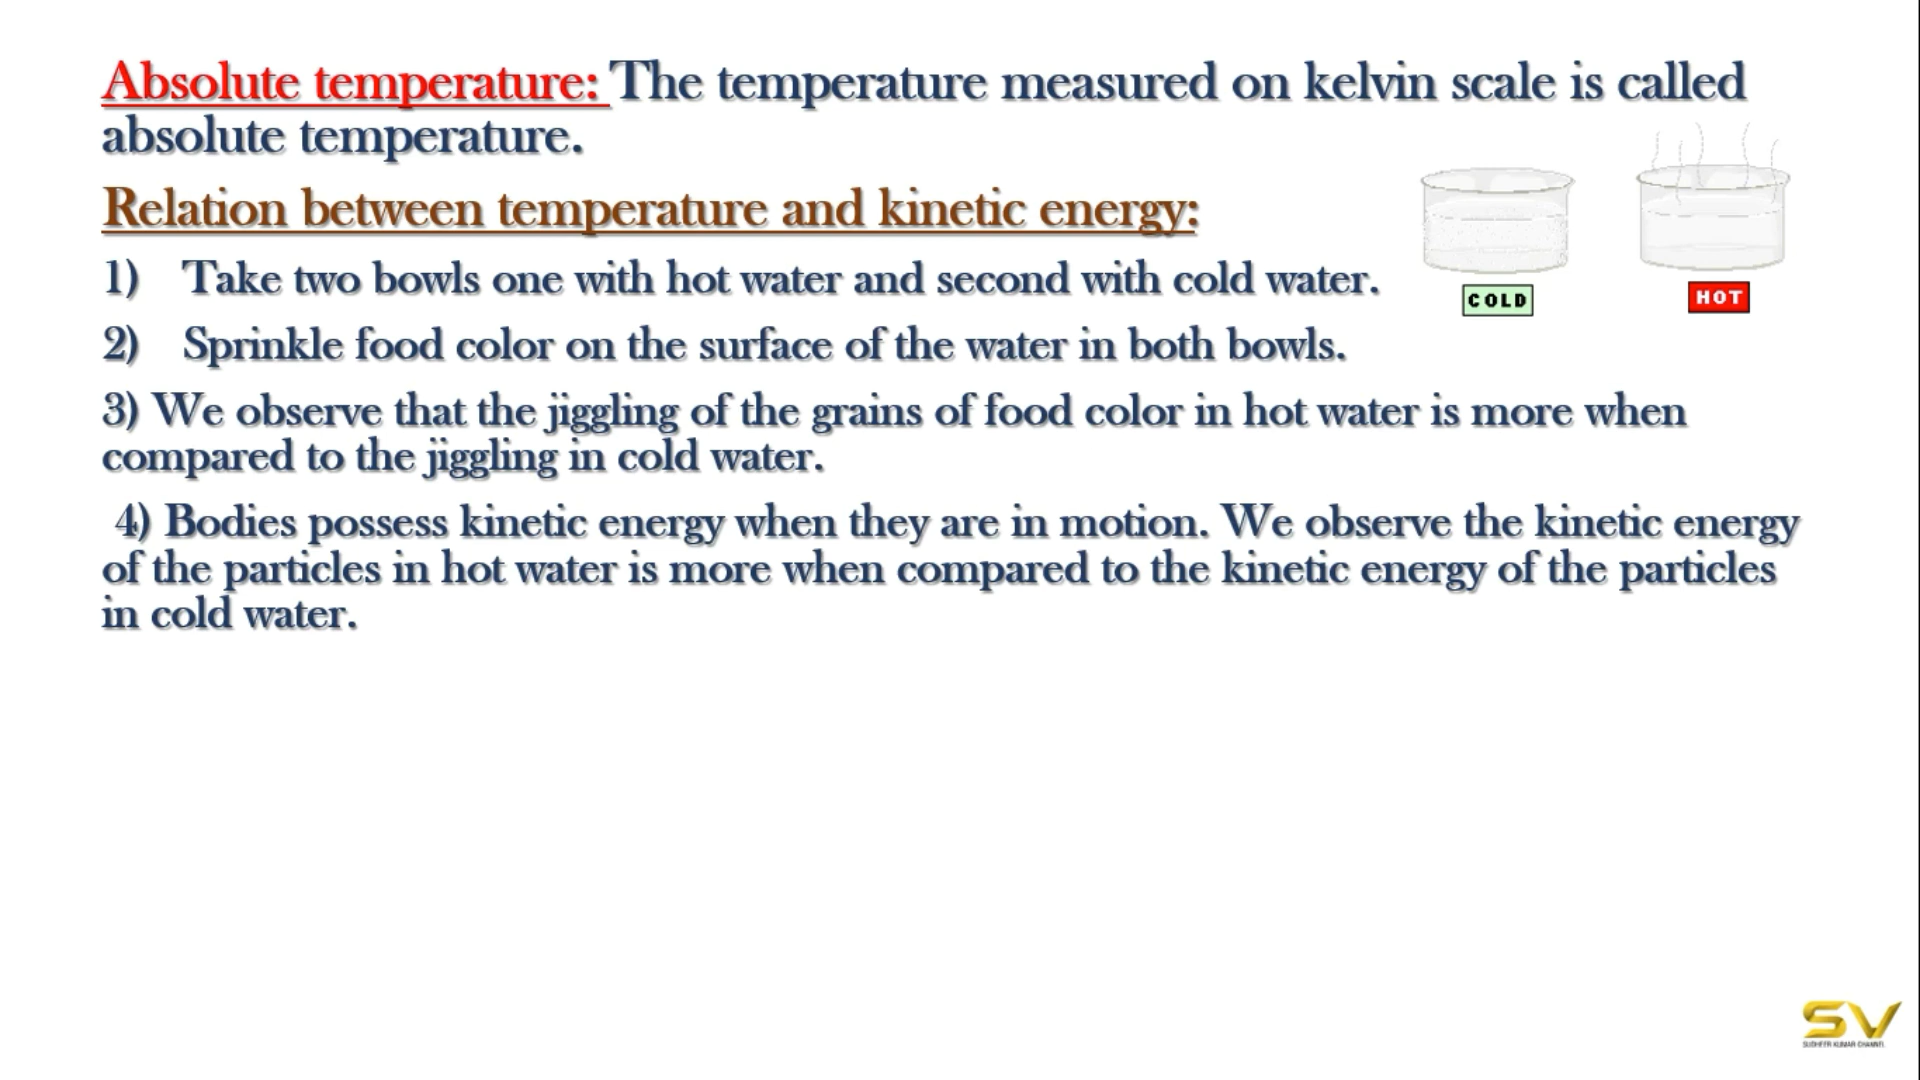 Absolute temperature: The temperature measured on kelvin scale is called
absolute temperature.
Relation between temperature and kinetic energy:
1) Take two bowls one with hot water and second with cold water.
COLD
HOT
2) Sprinkle food color on the surface of the water in both bowls.
3) We observe that the jiggling of the grains of food color in hot water is more when
compared to the jiggling in cold water.
4) Bodies possess kinetic energy when they are in motion. We observe the kinetic energy
of the particles in hot water is more when compared to the kinetic energy of the particles
in cold water.
SV
SUDHEER KUMAR CHANNEL